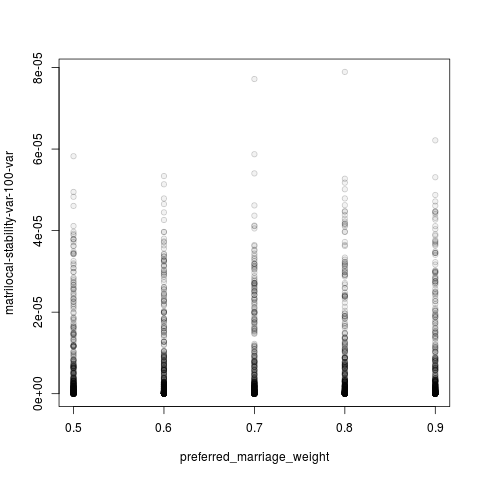 8e-05
6e-05
4e-05
2e-05
0e+00
matrilocal-stability-var-100-var
0.5 0.6 0.7 0.8 0.9
preferred_marriage_weight